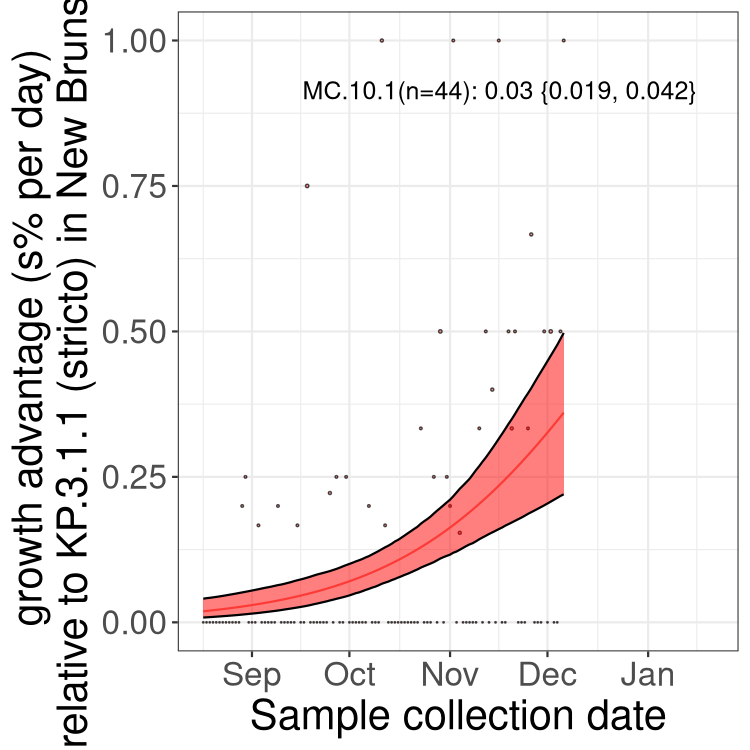 growth advantage (s% per day)
relative to KP.3.1.1 (stricto) in New Bruns
1.00
0.75
0.50
0.25
0.00
MC.10.1(n=44): 0.03 {0.019, 0.042}
Sep Oct Nov Dec Jan
Sample collection date